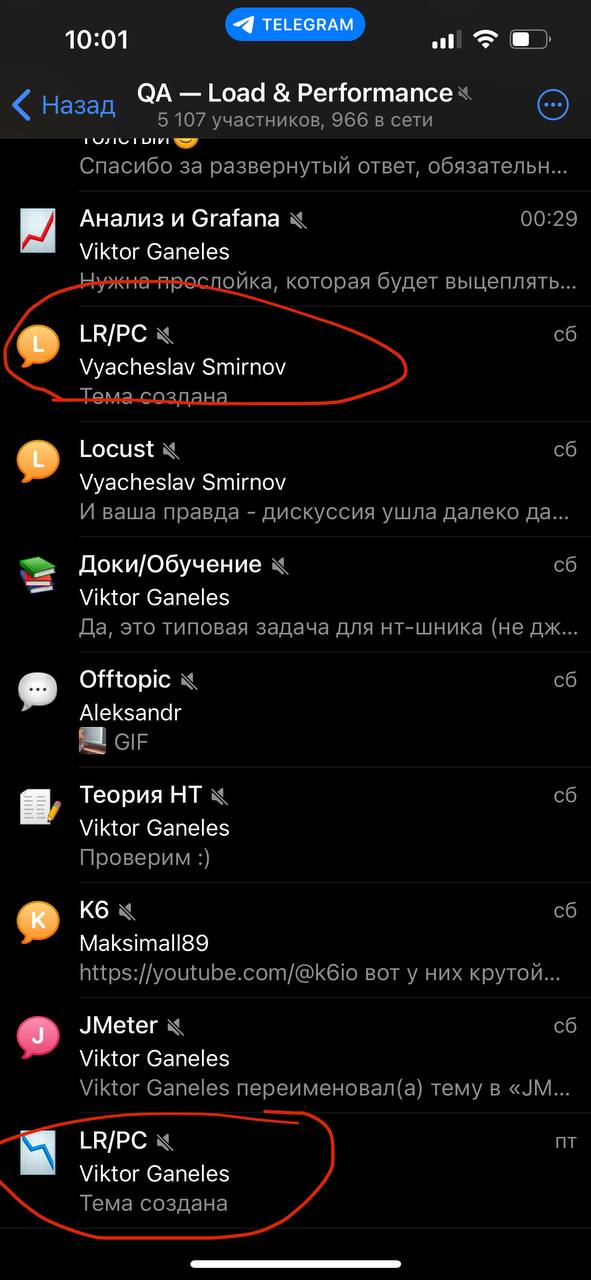 10:01
TELEGRAM
Назад
QA — Load & Performance
5 107 участников, 966 в сети
Толстый
Спасибо за развернутый ответ, обязательн...
Анализ и Grafana
00:29
Viktor Ganeles
Нужна прослойка, которая будет выцеплять...
L
LR/PC
сб
Vyacheslav Smirnov
Тема создана
L
Locust
сб
Vyacheslav Smirnov
И ваша правда - дискуссия ушла далеко да...
Доки/Обучение
сб
Viktor Ganeles
Да, это типовая задача для нт-шника (не дж...
Offtopic
сб
Aleksandr
GIF
Теория НТ
сб
Viktor Ganeles
Проверим :)
K
K6
сб
Maksimall89
https://youtube.com/@k6io вот у них крутой...
J
JMeter
сб
Viktor Ganeles
Viktor Ganeles переименовал(а) тему в «JM...
LR/PC
пт
Viktor Ganeles
Тема создана